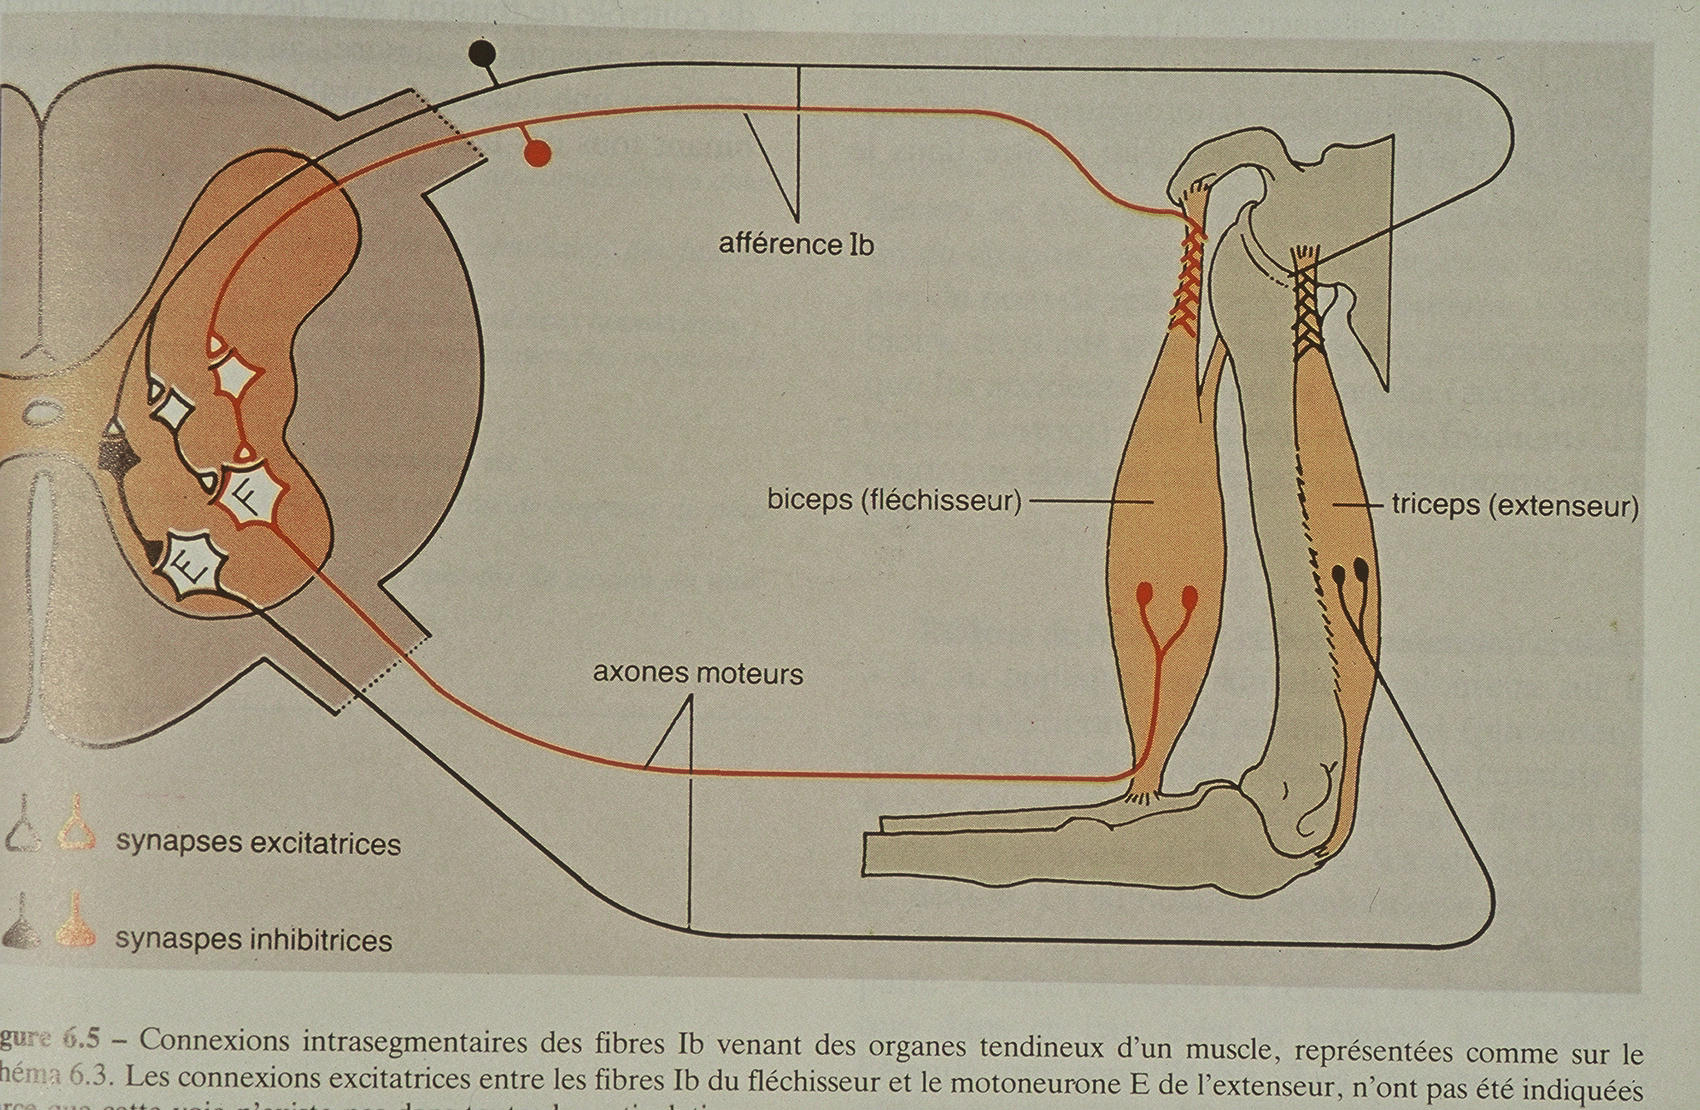 afférence Ib
biceps (fléchisseur)
triceps (extenseur)
F
E
axones moteurs
synapses excitatrices
synaspes inhibitrices
gure 6.5 – Connexions intrasegmentaires des fibres Ib venant des organes tendineux d'un muscle, représentées comme sur le
héma 6.3. Les connexions excitatrices entre les fibres Ib du fléchisseur et le motoneurone E de l'extenseur, n'ont pas été indiquées